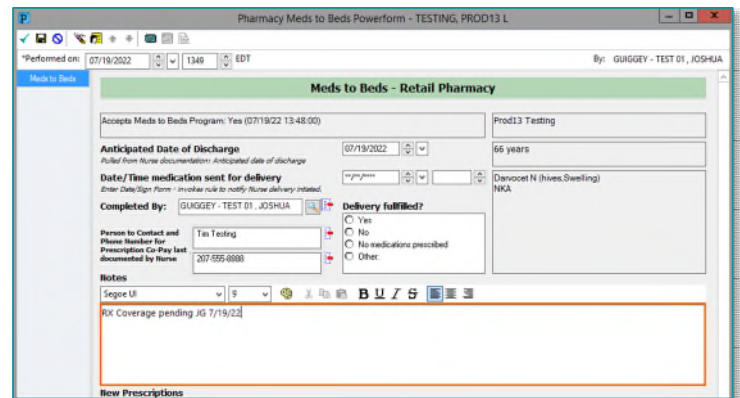 Pharmacy Meds to Beds Powerform - TESTING, PROD13 L
*Performed on: 07/19/2022 1349 EDT By: GUIGGEY - TEST 01, JOSHUA
Meds to Beds
Meds to Beds - Retail Pharmacy
Accepts Meds to Beds Program: Yes (07/19/22 13:48:00)
Prod13 Testing
Anticipated Date of Discharge 07/19/2022
Pulled from Nurse documentation: Anticipated date of discharge
66 years
Date/Time medication sent for delivery **/**/****
Enter Date/Sign Form - invokes rule to notify Nurse delivery initiated.
Darvocet N (hives,Swelling)
NKA
Completed By: GUIGGEY - TEST 01, JOSHUA
Delivery fulfilled?
Yes
No
No medications prescribed
Other:
Person to Contact and
Phone Number for
Prescription Co-Pay last
documented by Nurse
Tim Testing
207-555-8888
Notes
Segoe UI 9 B U I S
RX Coverage pending JG 7/19/22
New Prescriptions